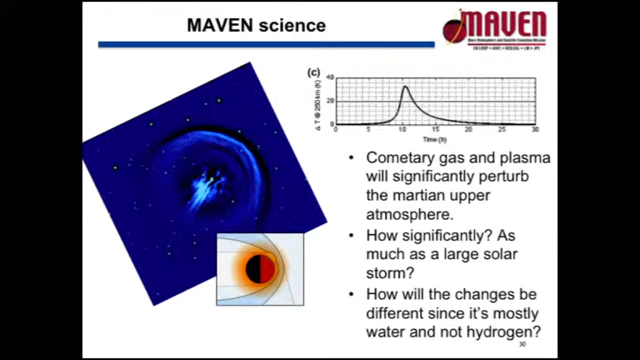 MAVEN science
MAVEN
(c)
40
20
0
Δ T @ 250 km (K)
0 5 10 15 20 25 30
Time (h)
• Cometary gas and plasma
will significantly perturb
the martian upper
atmosphere.
• How significantly? As
much as a large solar
storm?
• How will the changes be
different since it's mostly
water and not hydrogen?
30